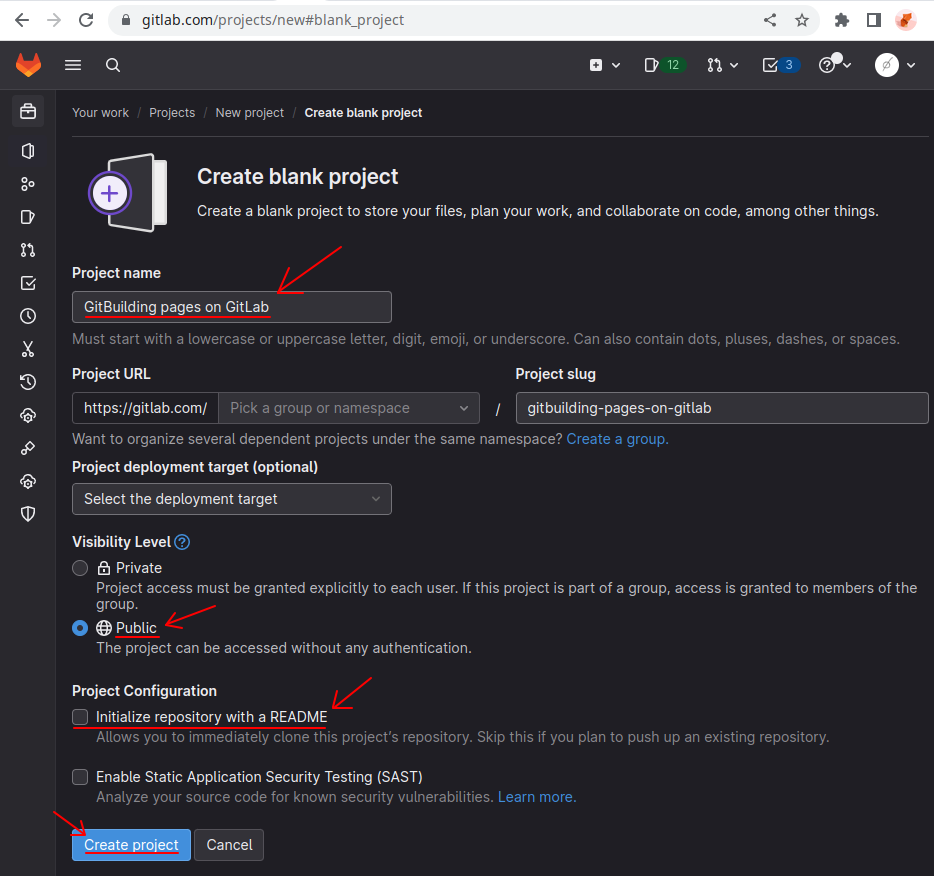 gitlab.com/projects/new#blank_project
12
3
Your work / Projects / New project / Create blank project
Create blank project
Create a blank project to store your files, plan your work, and collaborate on code, among other things.
Project name
GitBuilding pages on GitLab
Must start with a lowercase or uppercase letter, digit, emoji, or underscore. Can also contain dots, pluses, dashes, or spaces.
Project URL
Project slug
https://gitlab.com/ Pick a group or namespace / gitbuilding-pages-on-gitlab
Want to organize several dependent projects under the same namespace? Create a group.
Project deployment target (optional)
Select the deployment target
Visibility Level
Private
Project access must be granted explicitly to each user. If this project is part of a group, access is granted to members of the
group.
Public
The project can be accessed without any authentication.
Project Configuration
Initialize repository with a README
Allows you to immediately clone this project’s repository. Skip this if you plan to push up an existing repository.
Enable Static Application Security Testing (SAST)
Analyze your source code for known security vulnerabilities. Learn more.
Create project Cancel